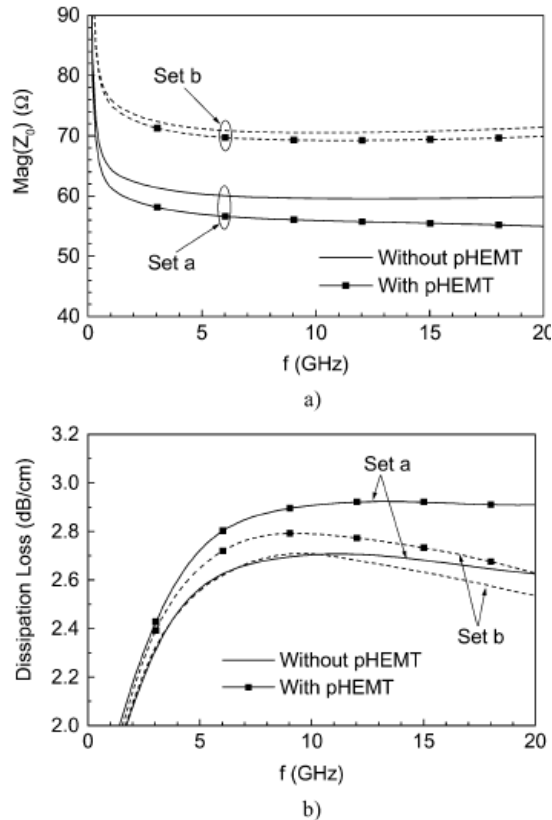 90
80
70
60
50
40
Mag(Z0) (Ω)
Set b
Set a
Without pHEMT
With pHEMT
0 5 10 15 20
f (GHz)
a)
3.2
3.0
2.8
2.6
2.4
2.2
2.0
Dissipation Loss (dB/cm)
Set a
Set b
Without pHEMT
With pHEMT
0 5 10 15 20
f (GHz)
b)